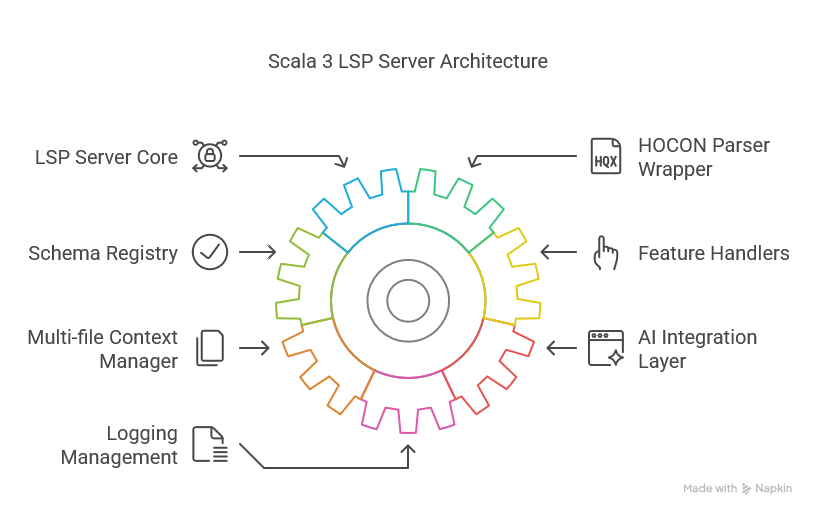 Scala 3 LSP Server Architecture
LSP Server Core
HOCON Parser
Wrapper
HQX
Schema Registry
Feature Handlers
Multi-file Context
Manager
AI Integration
Layer
Logging
Management
Made with Napkin